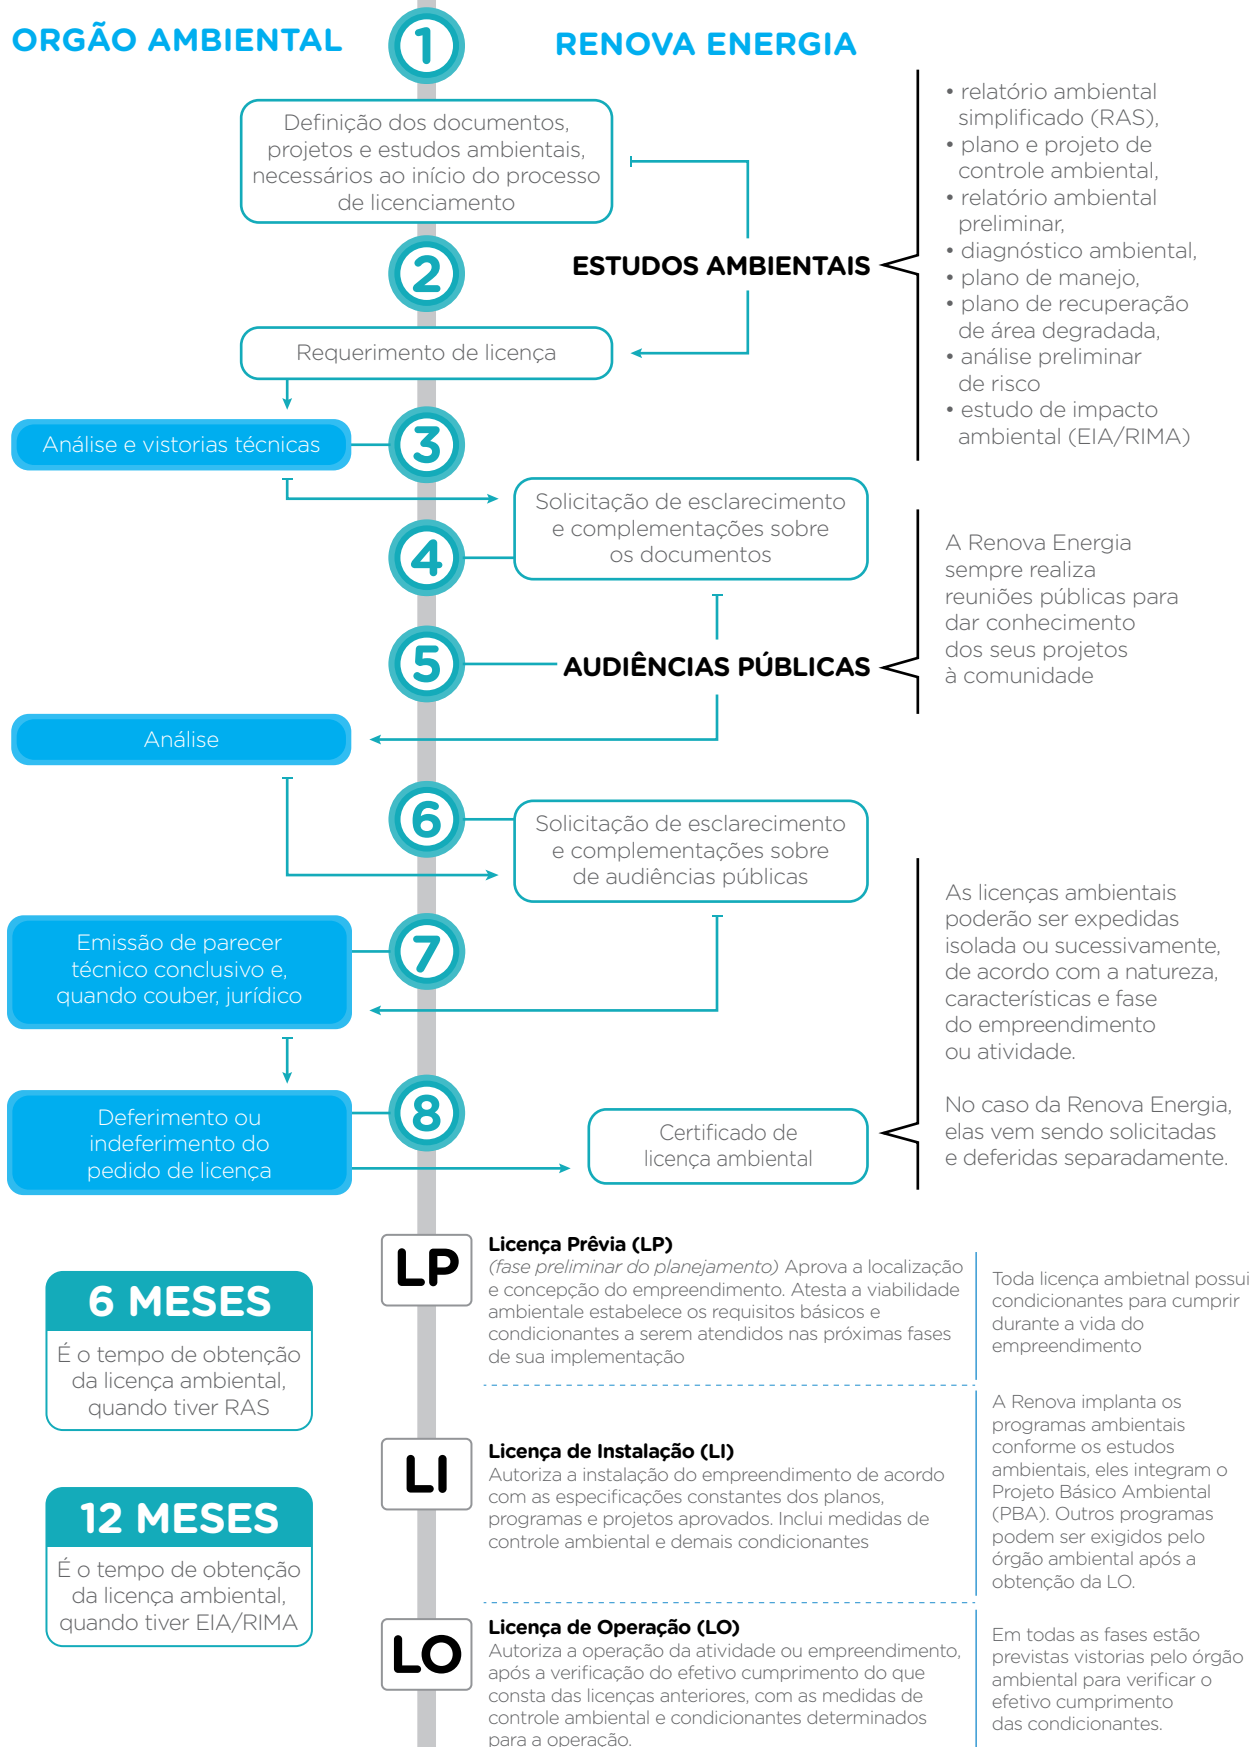 ORGÃO AMBIENTAL
1
RENOVA ENERGIA
Definição dos documentos,
projetos e estudos ambientais,
necessários ao início do processo
de licenciamento
• relatório ambiental
simplificado (RAS),
• plano e projeto de
controle ambiental,
• relatório ambiental
preliminar,
• diagnóstico ambiental,
• plano de manejo,
• plano de recuperação
de área degradada,
• análise preliminar
de risco
• estudo de impacto
ambiental (EIA/RIMA)
2
ESTUDOS AMBIENTAIS
Requerimento de licença
Análise e vistorias técnicas
3
Solicitação de esclarecimento
e complementações sobre
os documentos
4
A Renova Energia
sempre realiza
reuniões públicas para
dar conhecimento
dos seus projetos
à comunidade
5
AUDIÊNCIAS PÚBLICAS
Análise
6
Solicitação de esclarecimento
e complementações sobre
de audiências públicas
Emissão de parecer
técnico conclusivo e,
quando couber, jurídico
7
As licenças ambientais
poderão ser expedidas
isolada ou sucessivamente,
de acordo com a natureza,
características e fase
do empreendimento
ou atividade.
No caso da Renova Energia,
elas vem sendo solicitadas
e deferidas separadamente.
Deferimento ou
indeferimento do
pedido de licença
8
Certificado de
licença ambiental
LP
Licença Prêvia (LP)
(fase preliminar do planejamento) Aprova a localização
e concepção do empreendimento. Atesta a viabilidade
ambientale estabelece os requisitos básicos e
condicionantes a serem atendidos nas próximas fases
de sua implementação
Toda licença ambietnal possui
condicionantes para cumprir
durante a vida do
empreendimento
6 MESES
É o tempo de obtenção
da licença ambiental,
quando tiver RAS
LI
Licença de Instalação (LI)
Autoriza a instalação do empreendimento de acordo
com as especificações constantes dos planos,
programas e projetos aprovados. Inclui medidas de
controle ambiental e demais condicionantes
A Renova implanta os
programas ambientais
conforme os estudos
ambientais, eles integram o
Projeto Básico Ambiental
(PBA). Outros programas
podem ser exigidos pelo
órgão ambiental após a
obtenção da LO.
12 MESES
É o tempo de obtenção
da licença ambiental,
quando tiver EIA/RIMA
LO
Licença de Operação (LO)
Autoriza a operação da atividade ou empreendimento,
após a verificação do efetivo cumprimento do que
consta das licenças anteriores, com as medidas de
controle ambiental e condicionantes determinados
para a operação.
Em todas as fases estão
previstas vistorias pelo órgão
ambiental para verificar o
efetivo cumprimento
das condicionantes.